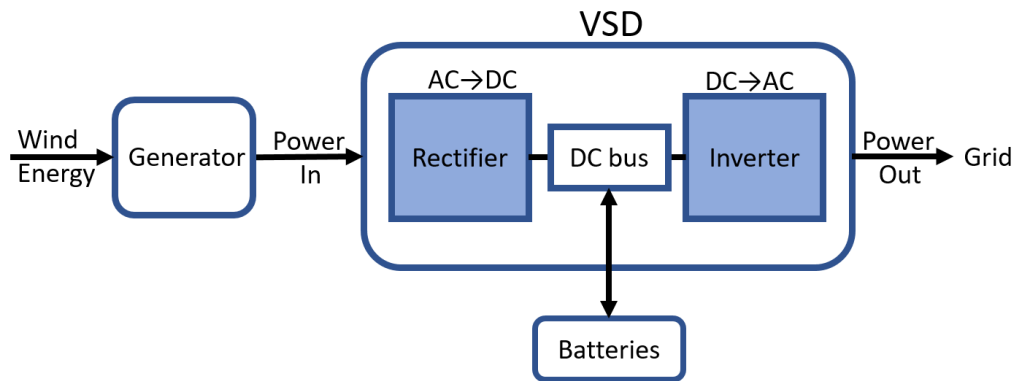 VSD
AC→DC
DC→AC
Wind
Energy
Generator
Power
In
Rectifier
DC bus
Inverter
Power
Out
Grid
Batteries